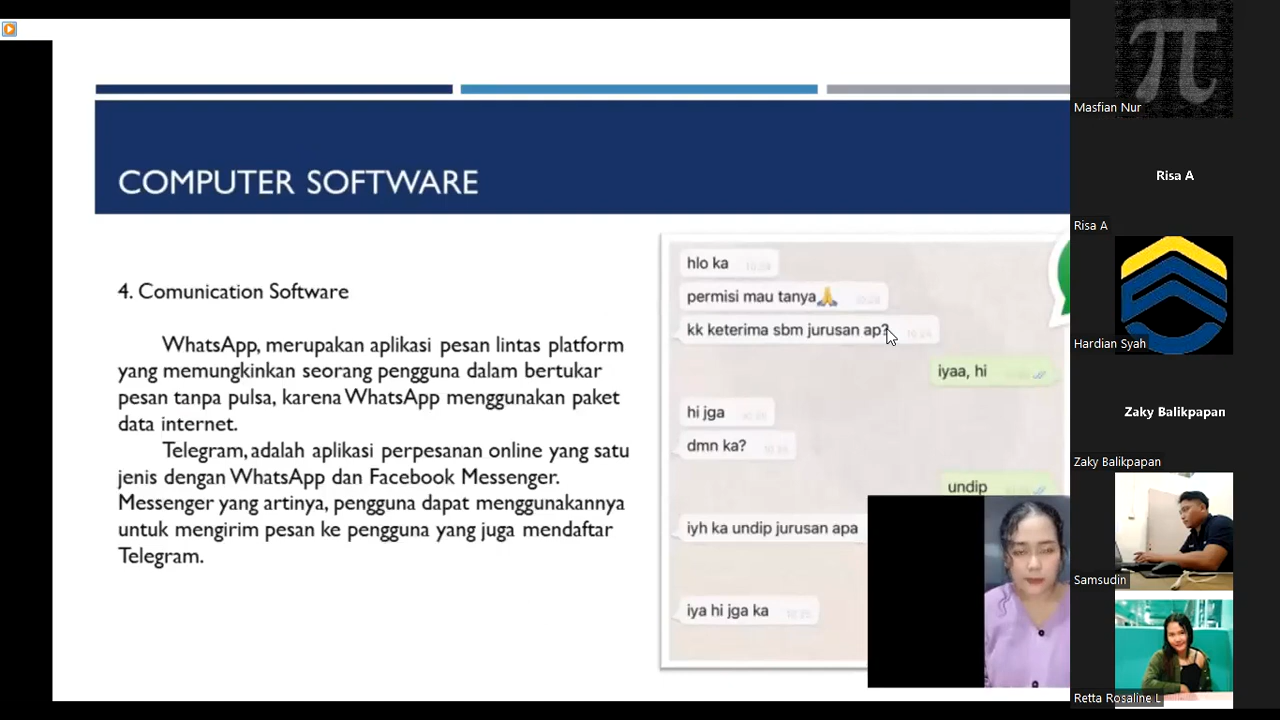 COMPUTER SOFTWARE
4. Comunication Software
WhatsApp, merupakan aplikasi pesan lintas platform
yang memungkinkan seorang pengguna dalam bertukar
pesan tanpa pulsa, karena WhatsApp menggunakan paket
data internet.
Telegram, adalah aplikasi perpesanan online yang satu
jenis dengan WhatsApp dan Facebook Messenger.
Messenger yang artinya, pengguna dapat menggunakannya
untuk mengirim pesan ke pengguna yang juga mendaftar
Telegram.
hlo ka
permisi mau tanya🙏
kk keterima sbm jurusan ap?
iyaa, hi
hi jga
dmn ka?
undip
iyh ka undip jurusan apa
iya hi jga ka
Masfian Nur
Risa A
Risa A
Hardian Syah
Zaky Balikpapan
Zaky Balikpapan
Samsudin
Retta Rosaline L